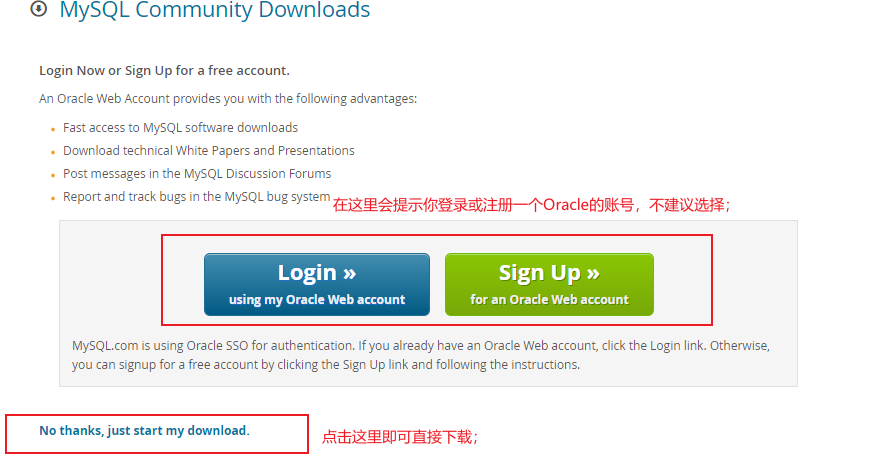 MySQL Community Downloads
Login Now or Sign Up for a free account.
An Oracle Web Account provides you with the following advantages:
Fast access to MySQL software downloads
Download technical White Papers and Presentations
Post messages in the MySQL Discussion Forums
Report and track bugs in the MySQL bug system
在这里会提示你登录或注册一个Oracle的账号，不建议选择；
Login »
using my Oracle Web account
Sign Up »
for an Oracle Web account
MySQL.com is using Oracle SSO for authentication. If you already have an Oracle Web account, click the Login link. Otherwise,
you can signup for a free account by clicking the Sign Up link and following the instructions.
No thanks, just start my download.
点击这里即可直接下载；